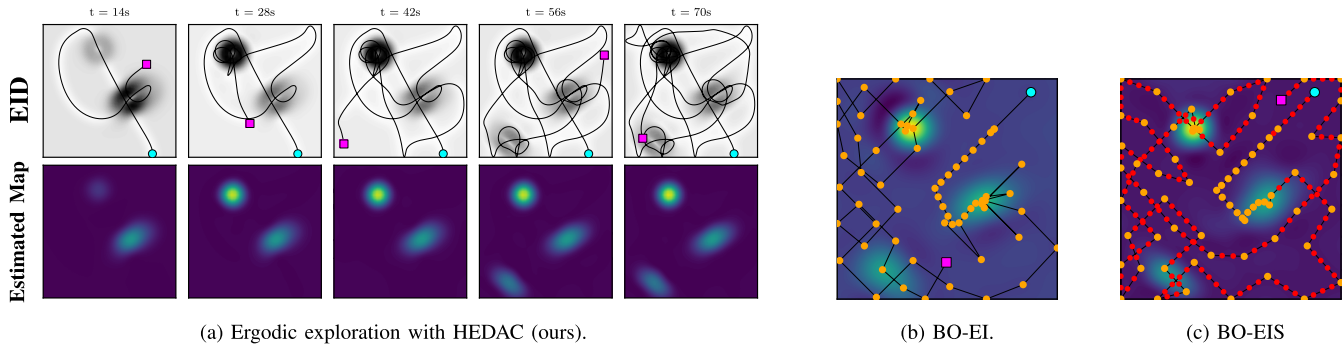 t = 14s
t = 28s
t = 42s
t = 56s
t = 70s
EID
Estimated Map
(a) Ergodic exploration with HEDAC (ours).
(b) BO-EI.
(c) BO-EIS